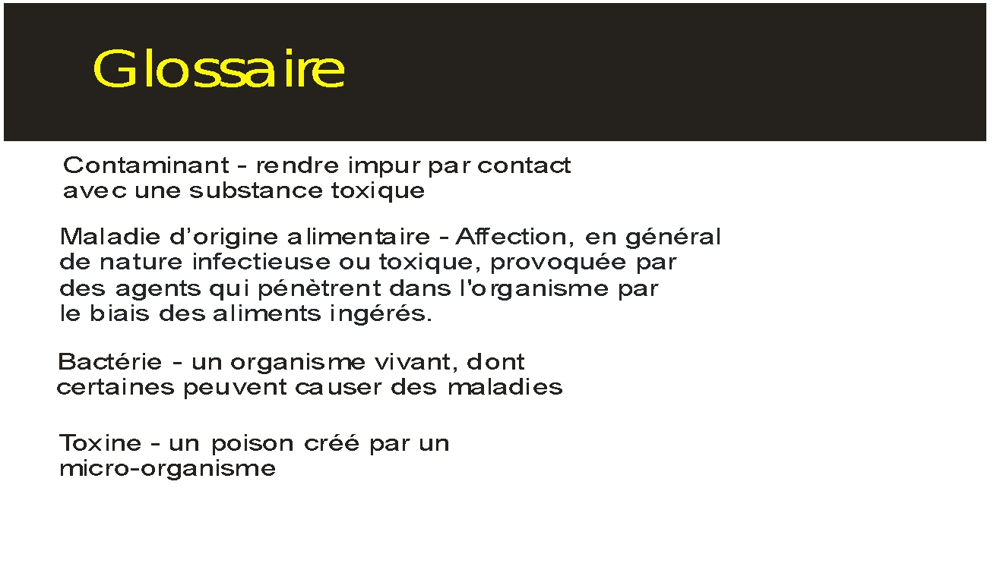 Glossaire
Contaminant - rendre impur par contact
avec une substance toxique
Maladie d’origine alimentaire - Affection, en général
de nature infectieuse ou toxique, provoquée par
des agents qui pénètrent dans l'organisme par
le biais des aliments ingérés.
Bactérie - un organisme vivant, dont
certaines peuvent causer des maladies
Toxine - un poison créé par un
micro-organisme